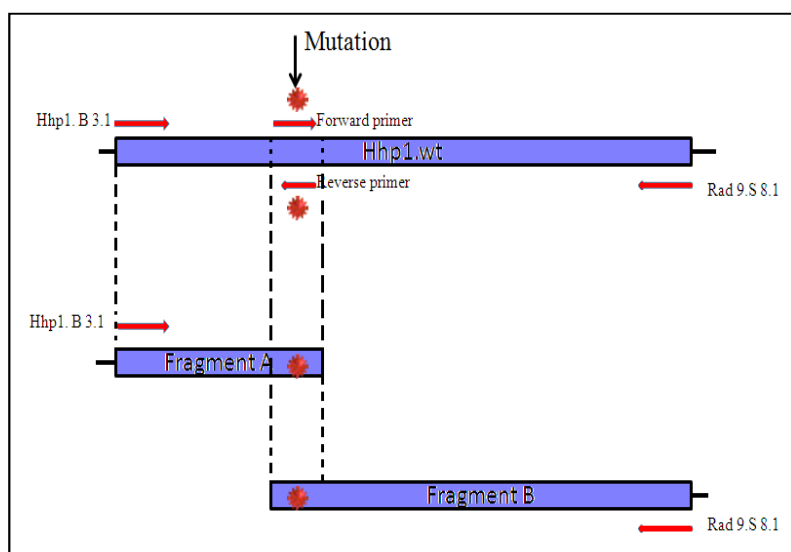 Mutation
Hhp1. B 3.1
Forward primer
Hhp1.wt
Reverse primer
Rad 9.S 8.1
Hhp1. B 3.1
Fragment A
Fragment B
Rad 9.S 8.1